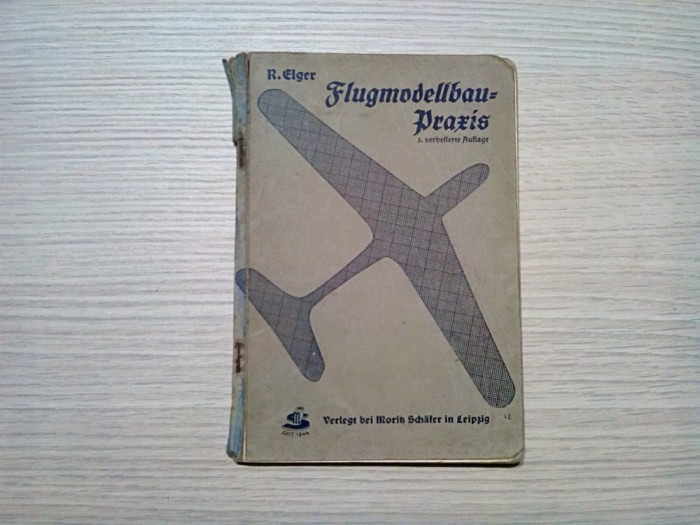 R. Elger
Flugmodellbau=
Praxis
3. verbesserte Auflage
Verlegt bei Moritz Schäfer in Leipzig